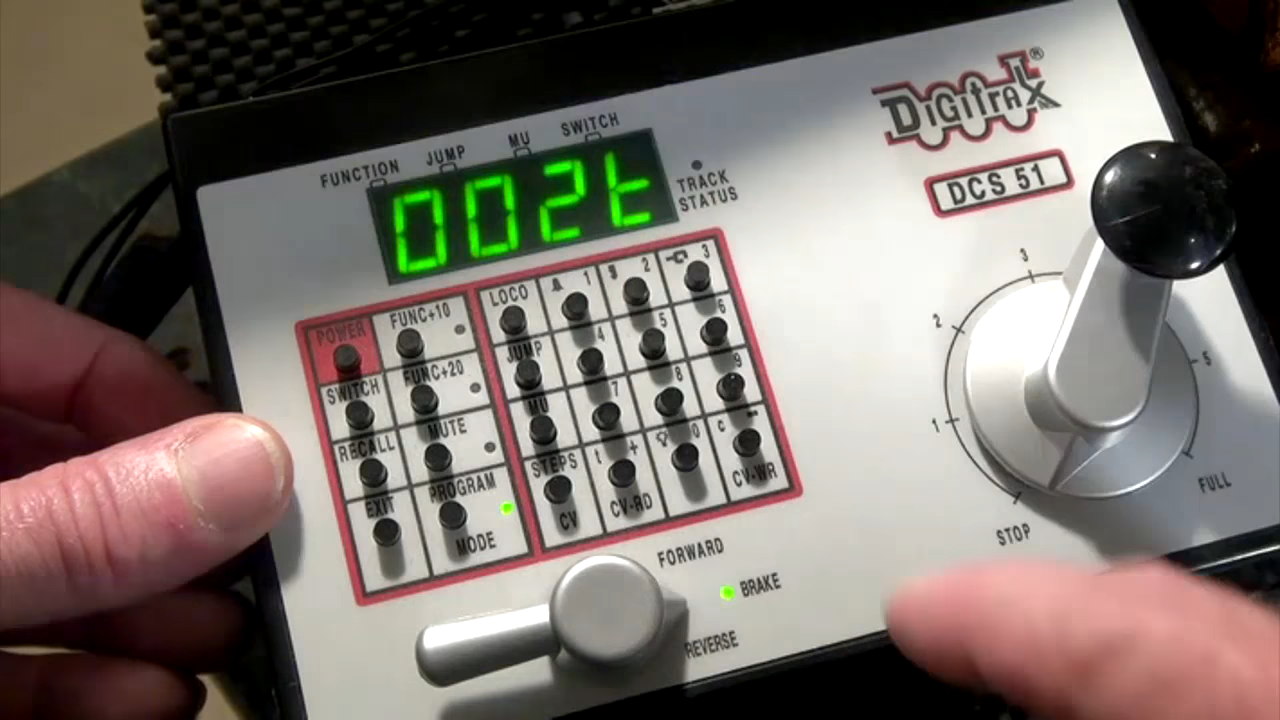 DIGITRAX®
DCS 51
FUNCTION JUMP MU SWITCH
002t
TRACK
STATUS
POWER FUNC+10 LOCO 1 2 3
SWITCH FUNC+20 JUMP 4 5 6
RECALL MUTE MU 7 8 9
EXIT PROGRAM STEPS t + 0 c -
MODE CV CV-RD CV-WR
FORWARD
BRAKE
REVERSE
3
2
1
5
STOP
FULL